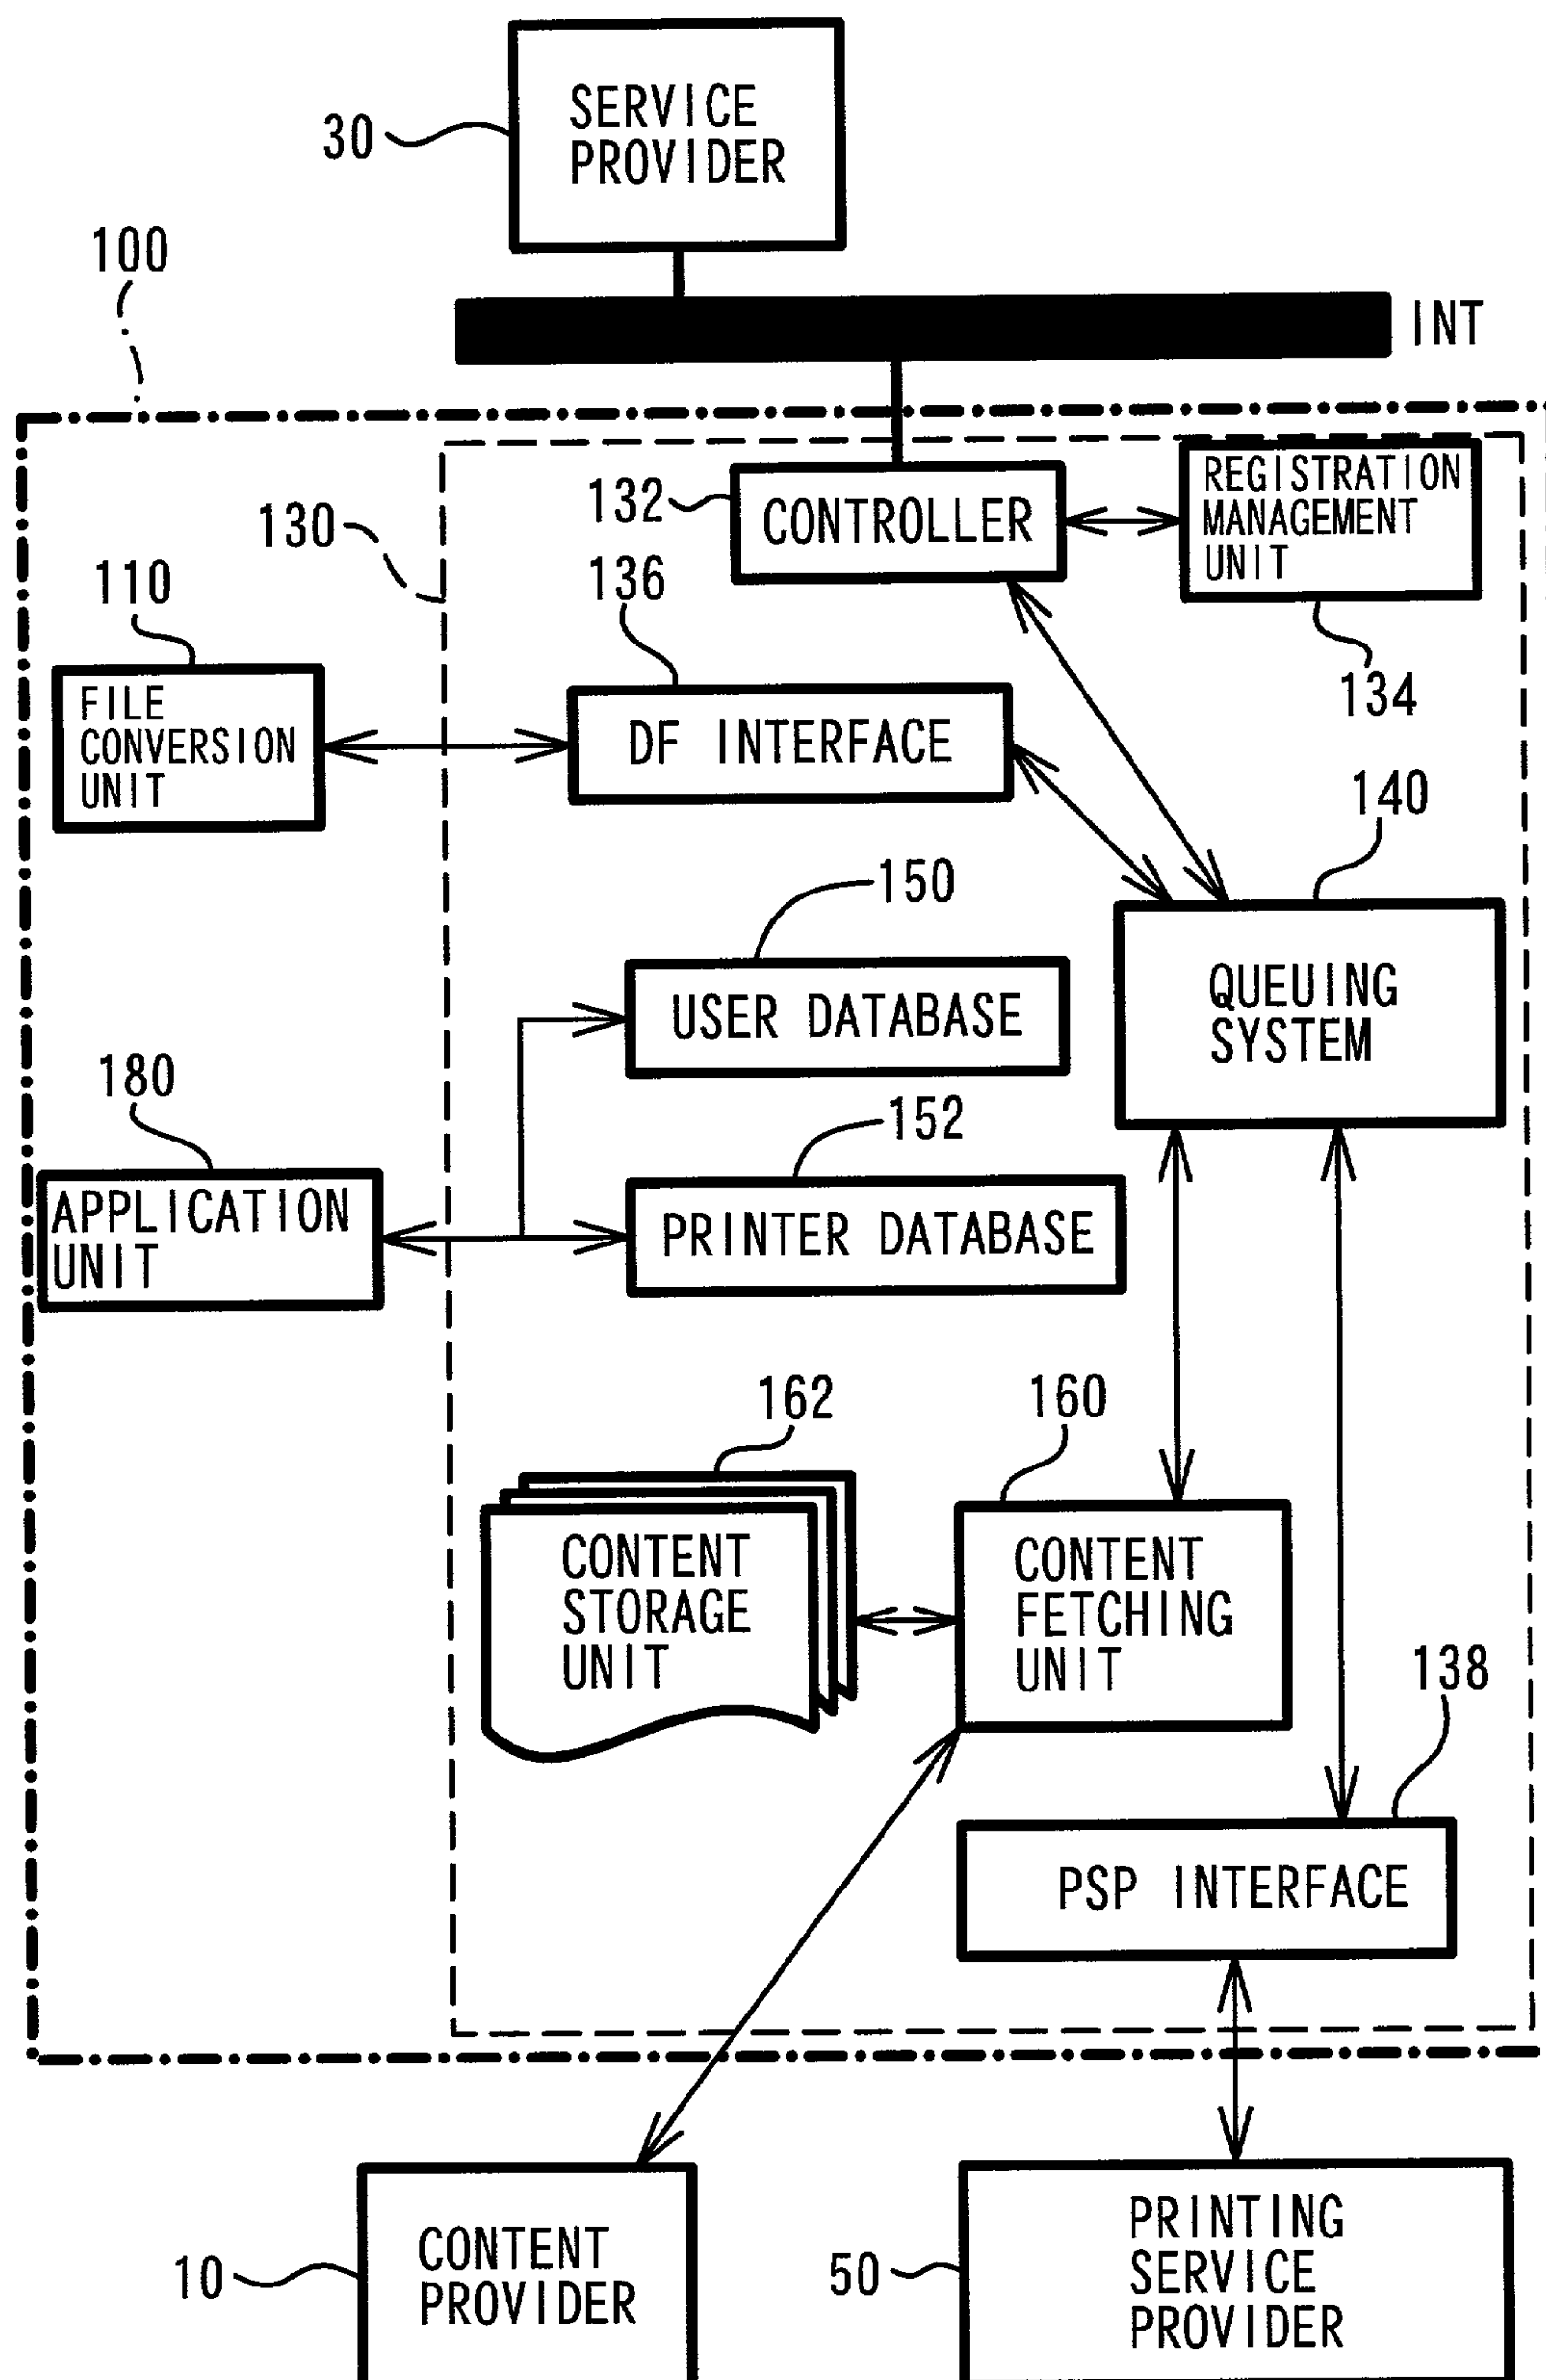 SERVICE
PROVIDER
30
100
INT
132
CONTROLLER
REGISTRATION
MANAGEMENT
UNIT
130
136
134
110
FILE
CONVERSION
UNIT
DF INTERFACE
140
150
USER DATABASE
QUEUING
SYSTEM
180
152
APPLICATION
UNIT
PRINTER DATABASE
162
160
CONTENT
STORAGE
UNIT
CONTENT
FETCHING
UNIT
138
PSP INTERFACE
10
CONTENT
PROVIDER
50
PRINTING
SERVICE
PROVIDER